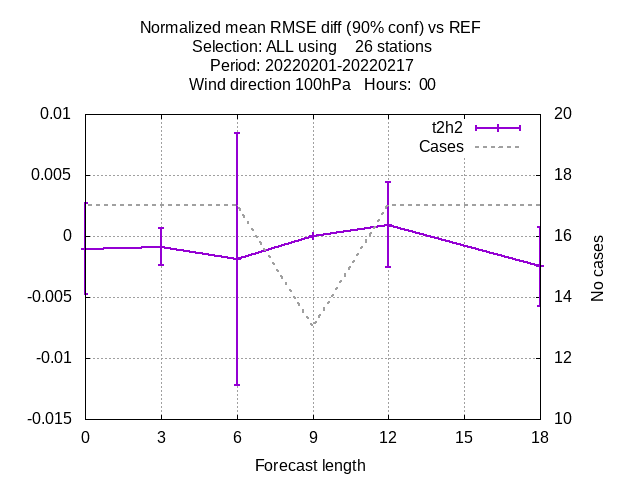 Normalized mean RMSE diff (90% conf) vs REF
Selection: ALL using    26 stations
Period: 20220201-20220217
Wind direction 100hPa   Hours:  00
0.01
0.005
0
-0.005
-0.01
-0.015
20
18
16
14
12
10
t2h2
Cases
No cases
0 3 6 9 12 15 18
Forecast length